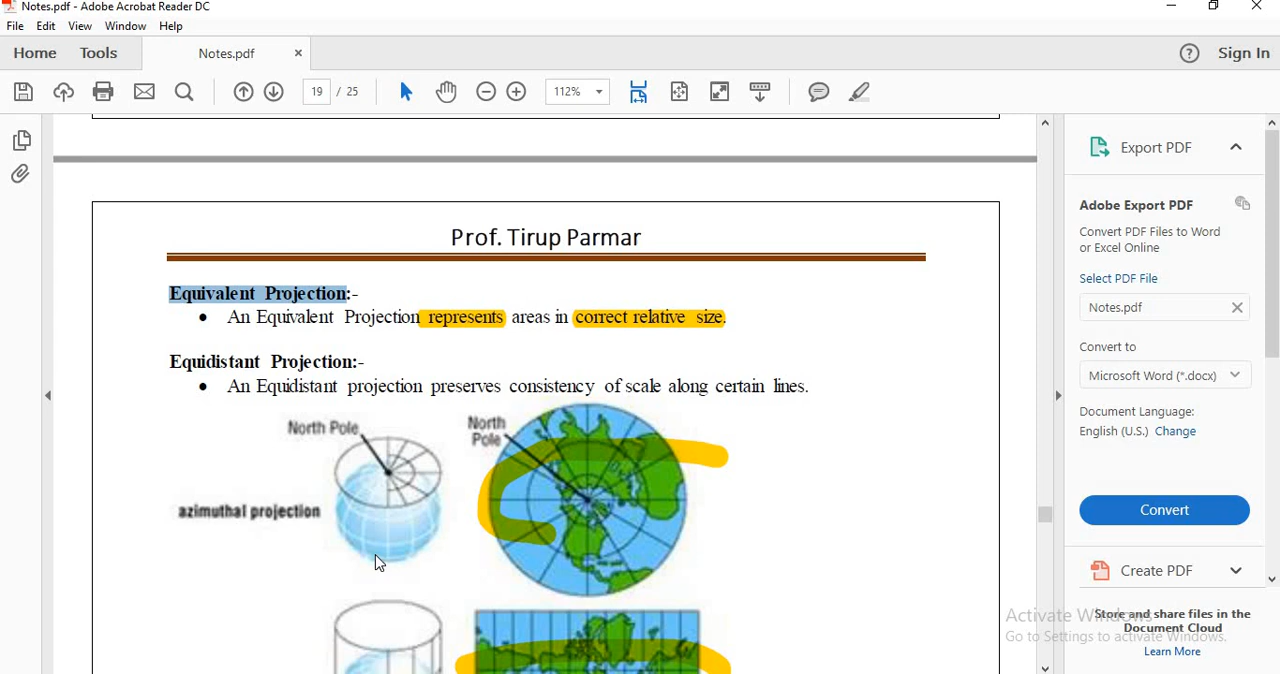 Notes.pdf - Adobe Acrobat Reader DC
File Edit View Window Help
Home Tools Notes.pdf × ? Sign In
19 / 25 112%
Export PDF
Adobe Export PDF
Convert PDF Files to Word
or Excel Online
Select PDF File
Notes.pdf
Convert to
Microsoft Word (*.docx)
Document Language:
English (U.S.) Change
Convert
Create PDF
Store and share files in the
Document Cloud
Learn More
Activate Windows
Go to Settings to activate Windows.
Prof. Tirup Parmar
Equivalent Projection:-
• An Equivalent Projection represents areas in correct relative size.
Equidistant Projection:-
• An Equidistant projection preserves consistency of scale along certain lines.
North Pole
North
Pole
azimuthal projection